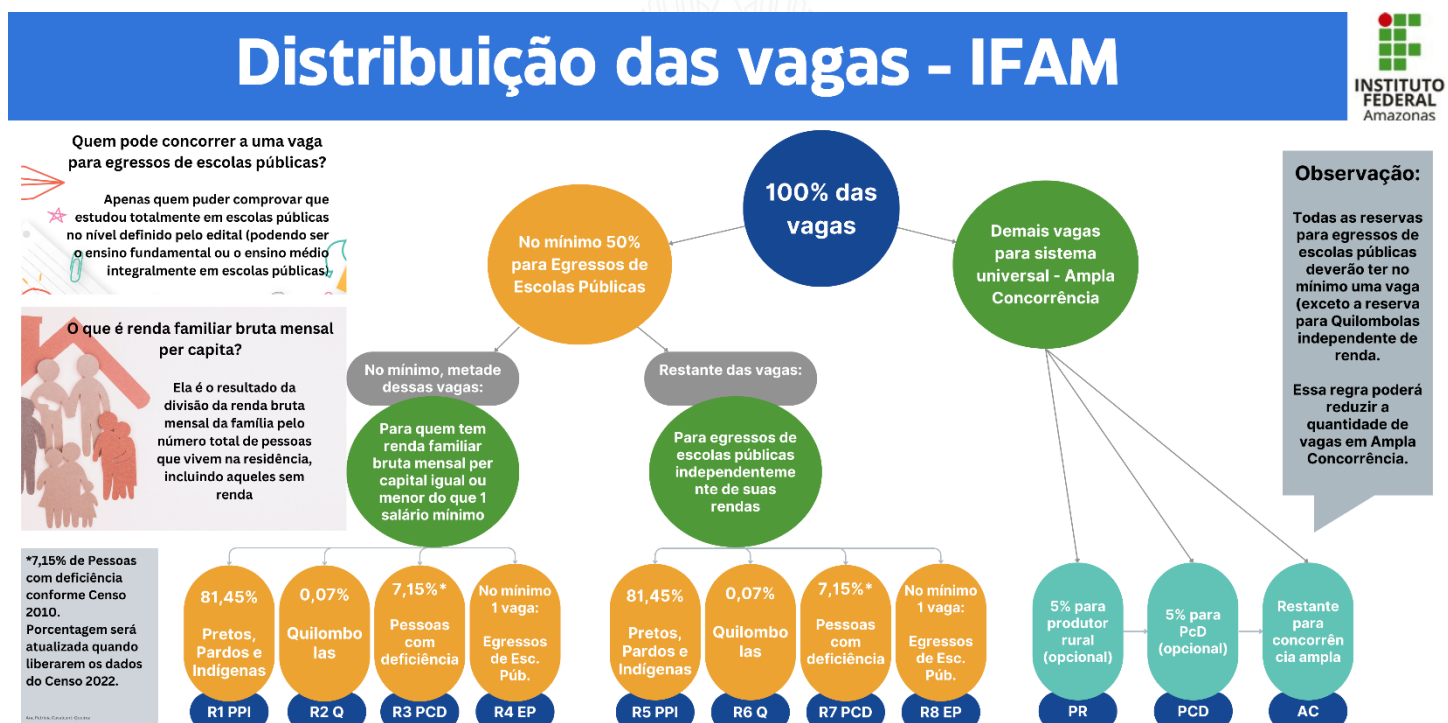 Distribuição das vagas - IFAM
INSTITUTO
FEDERAL
Amazonas
Quem pode concorrer a uma vaga
para egressos de escolas públicas?
Apenas quem puder comprovar que
estudou totalmente em escolas públicas
no nível definido pelo edital (podendo ser
o ensino fundamental ou o ensino médio
integralmente em escolas públicas)
O que é renda familiar bruta mensal
per capita?
Ela é o resultado da
divisão da renda bruta
mensal da família pelo
número total de pessoas
que vivem na residência,
incluindo aqueles sem
renda
*7,15% de Pessoas
com deficiência
conforme Censo
2010.
Porcentagem será
atualizada quando
liberarem os dados
do Censo 2022.
100% das
vagas
No mínimo 50%
para Egressos de
Escolas Públicas
Demais vagas
para sistema
universal - Ampla
Concorrência
No mínimo, metade
dessas vagas:
Para quem tem
renda familiar
bruta mensal per
capital igual ou
menor do que 1
salário mínimo
Restante das vagas:
Para egressos de
escolas públicas
independenteme
nte de suas
rendas
81,45%
Pretos,
Pardos e
Indígenas
R1 PPI
0,07%
Quilombo
las
R2 Q
7,15%*
Pessoas
com
deficiência
R3 PCD
No mínimo
1 vaga:
Egressos
de Esc.
Púb.
R4 EP
81,45%
Pretos,
Pardos e
Indígenas
R5 PPI
0,07%
Quilombo
las
R6 Q
7,15%*
Pessoas
com
deficiência
R7 PCD
No mínimo
1 vaga:
Egressos
de Esc.
Púb.
R8 EP
5% para
produtor
rural
(opcional)
PR
5% para
PcD
(opcional)
PCD
Restante
para
concorrên
cia ampla
AC
Observação:
Todas as reservas
para egressos de
escolas públicas
deverão ter no
mínimo uma vaga
(exceto a reserva
para Quilombolas
independente de
renda.
Essa regra poderá
reduzir a
quantidade de
vagas em Ampla
Concorrência.